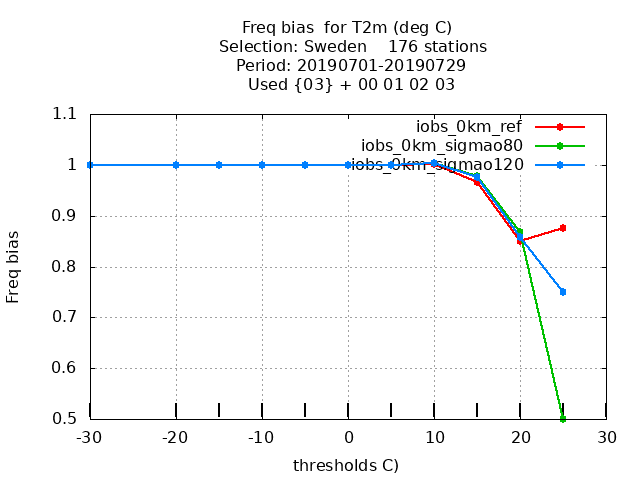 Freq bias  for T2m (deg C)
Selection: Sweden    176 stations
Period: 20190701-20190729
Used {03} + 00 01 02 03
iobs_0km_ref
iobs_0km_sigmao80
iobs_0km_sigmao120
Freq bias
1.1
1
0.9
0.8
0.7
0.6
0.5
-30
-20
-10
0
10
20
30
thresholds C)